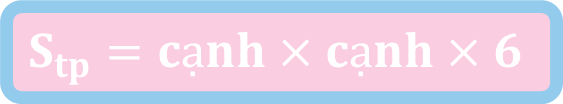 Sₜₚ = cạnh × cạnh × 6